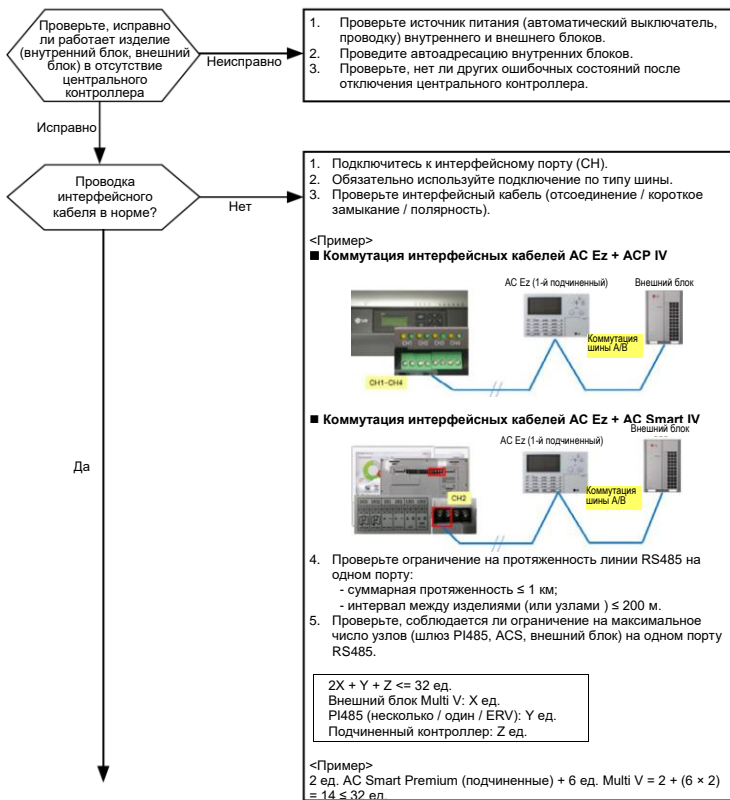 Проверьте, исправно
ли работает изделие
(внутренний блок, внешний
блок) в отсутствие
центрального
контроллера
Неисправно
1. Проверьте источник питания (автоматический выключатель,
проводку) внутреннего и внешнего блоков.
2. Проведите автоадресацию внутренних блоков.
3. Проверьте, нет ли других ошибочных состояний после
отключения центрального контроллера.
Исправно
Проводка
интерфейсного
кабеля в норме?
Нет
Да
1. Подключитесь к интерфейсному порту (CH).
2. Обязательно используйте подключение по типу шины.
3. Проверьте интерфейсный кабель (отсоединение / короткое
замыкание / полярность).
<Пример>
■ Коммутация интерфейсных кабелей AC Ez + ACP IV
AC Ez (1-й подчиненный)
Внешний блок
Коммутация
шины A/B
CH1 CH2 CH3 CH4
CH1-CH4
■ Коммутация интерфейсных кабелей AC Ez + AC Smart IV
Внешний блок
AC Ez (1-й подчиненный)
Коммутация
шины A/B
CH2
4. Проверьте ограничение на протяженность линии RS485 на
одном порту:
- суммарная протяженность ≤ 1 км;
- интервал между изделиями (или узлами ) ≤ 200 м.
5. Проверьте, соблюдается ли ограничение на максимальное
число узлов (шлюз PI485, ACS, внешний блок) на одном порту
RS485.
2X + Y + Z <= 32 ед.
Внешний блок Multi V: X ед.
PI485 (несколько / один / ERV): Y ед.
Подчиненный контроллер: Z ед.
<Пример>
2 ед. AC Smart Premium (подчиненные) + 6 ед. Multi V = 2 + (6 × 2)
= 14 ≤ 32 ед.